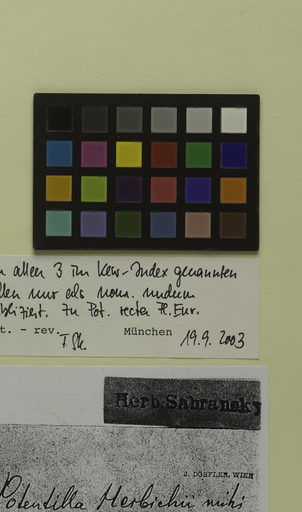 n allen 3 im Kew-Index genannten
llen nur als nom. nudum
bliziert. Zu Pot. recta Fl. Eur.
t. - rev. München 19.9.2003
Herb. Sabransky
J. DÖRFLER, WIEN
Potentilla Herbichii mihi